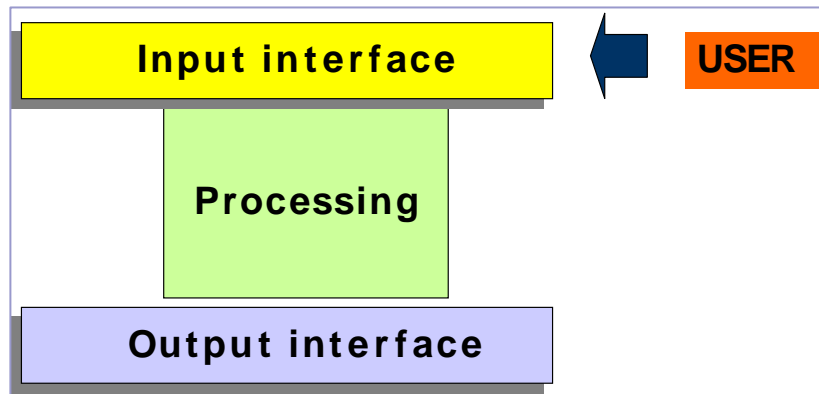 Input interface
USER
Processing
Output interface